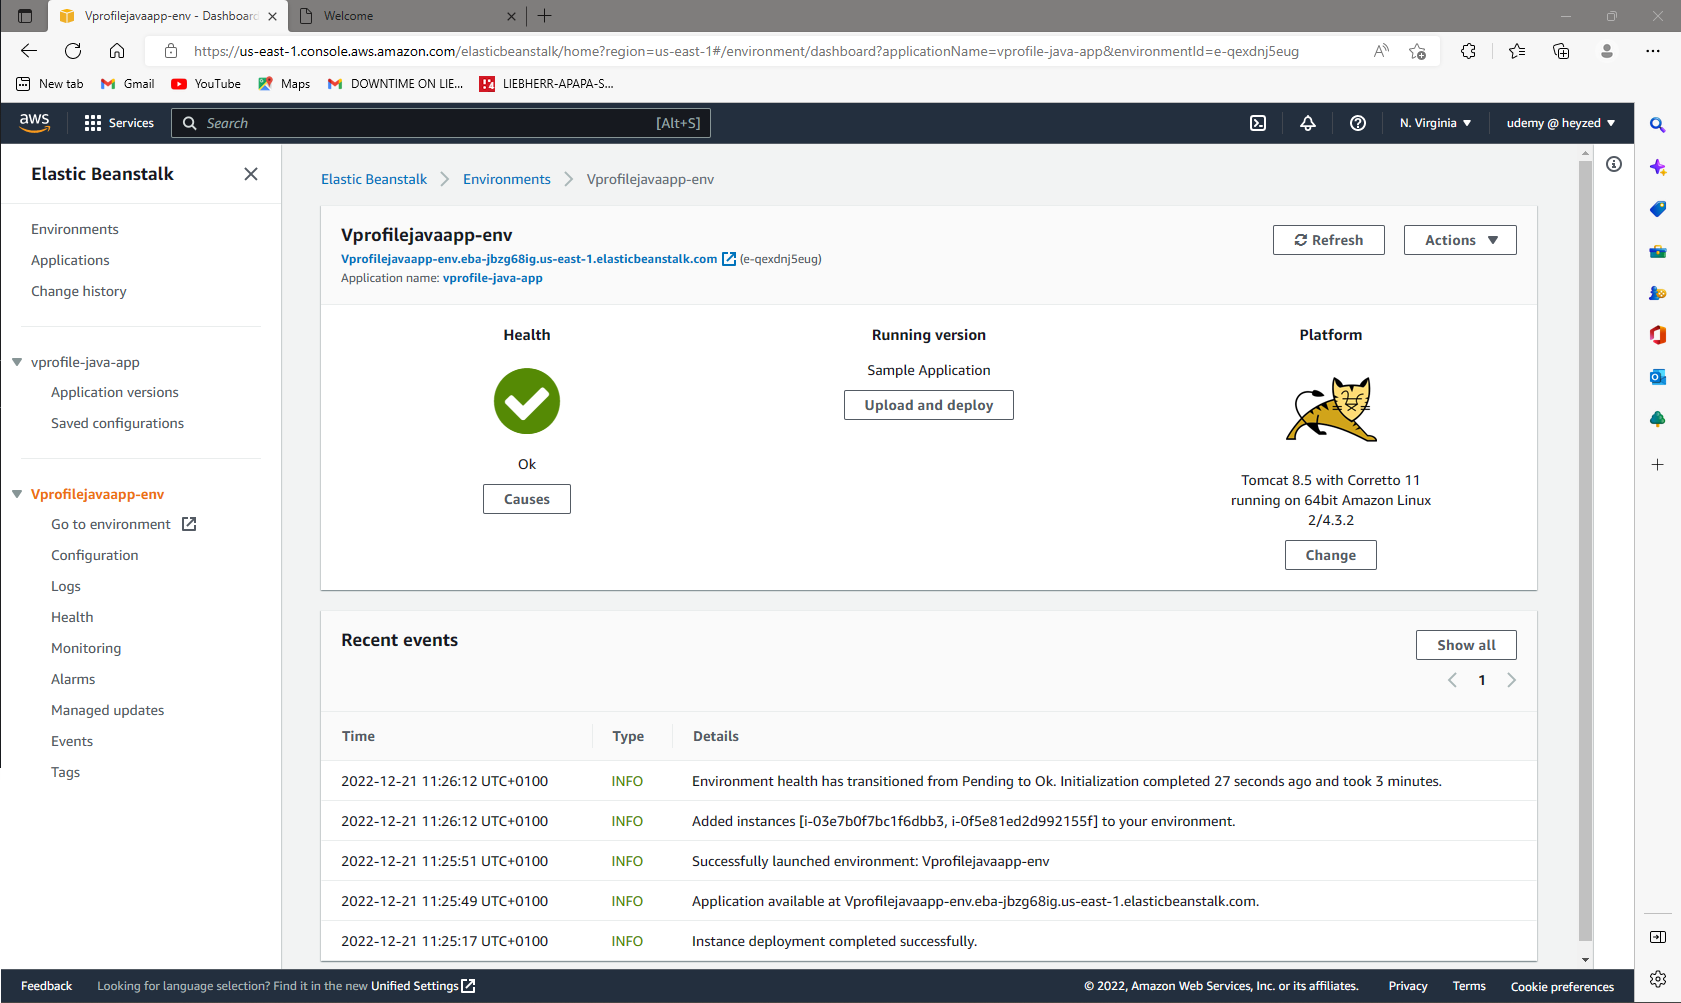 Vprofilejavaapp-env - Dashboard
Welcome
https://us-east-1.console.aws.amazon.com/elasticbeanstalk/home?region=us-east-1#/environment/dashboard?applicationName=vprofile-java-app&environmentId=e-qexdnj5eug
New tab
Gmail
YouTube
Maps
DOWNTIME ON LIE...
LIEBHERR-APAPA-S...
aws
Services
Search
[Alt+S]
N. Virginia
udemy @ heyzed
Elastic Beanstalk
Environments
Applications
Change history
vprofile-java-app
Application versions
Saved configurations
Vprofilejavaapp-env
Go to environment
Configuration
Logs
Health
Monitoring
Alarms
Managed updates
Events
Tags
Elastic Beanstalk
Environments
Vprofilejavaapp-env
Vprofilejavaapp-env
Vprofilejavaapp-env.eba-jbzg68ig.us-east-1.elasticbeanstalk.com (e-qexdnj5eug)
Application name: vprofile-java-app
Refresh
Actions
Health
Ok
Causes
Running version
Sample Application
Upload and deploy
Platform
Tomcat 8.5 with Corretto 11
running on 64bit Amazon Linux
2/4.3.2
Change
Recent events
Show all
1
Time Type Details
2022-12-21 11:26:12 UTC+0100 INFO Environment health has transitioned from Pending to Ok. Initialization completed 27 seconds ago and took 3 minutes.
2022-12-21 11:26:12 UTC+0100 INFO Added instances [i-03e7b0f7bc1f6dbb3, i-0f5e81ed2d992155f] to your environment.
2022-12-21 11:25:51 UTC+0100 INFO Successfully launched environment: Vprofilejavaapp-env
2022-12-21 11:25:49 UTC+0100 INFO Application available at Vprofilejavaapp-env.eba-jbzg68ig.us-east-1.elasticbeanstalk.com.
2022-12-21 11:25:17 UTC+0100 INFO Instance deployment completed successfully.
Feedback
Looking for language selection? Find it in the new Unified Settings
© 2022, Amazon Web Services, Inc. or its affiliates.
Privacy
Terms
Cookie preferences